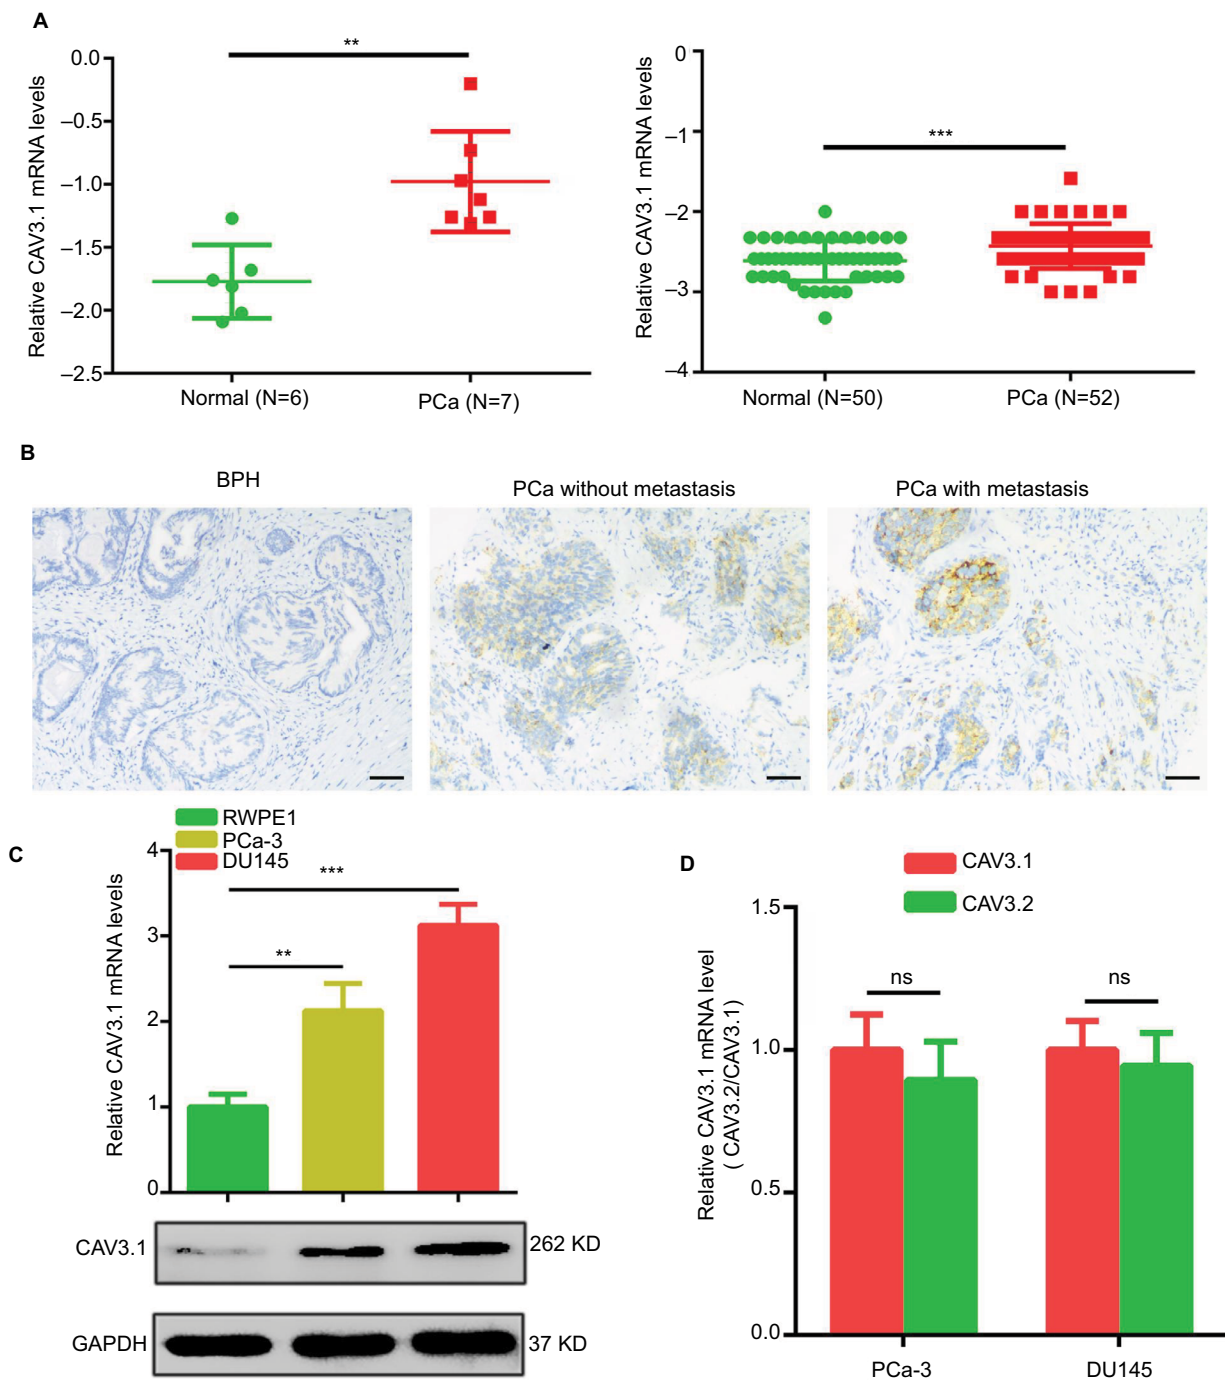 A
**
0.0
–0.5
–1.0
–1.5
–2.0
–2.5
Relative CAV3.1 mRNA levels
Normal (N=6)
PCa (N=7)
***
0
–1
–2
–3
–4
Relative CAV3.1 mRNA levels
Normal (N=50)
PCa (N=52)
B
BPH
PCa without metastasis
PCa with metastasis
C
RWPE1
PCa-3
DU145
***
**
4
3
2
1
0
Relative CAV3.1 mRNA levels
CAV3.1
262 KD
GAPDH
37 KD
D
CAV3.1
CAV3.2
1.5
1.0
0.5
0.0
Relative CAV3.1 mRNA level
( CAV3.2/CAV3.1)
ns
ns
PCa-3
DU145